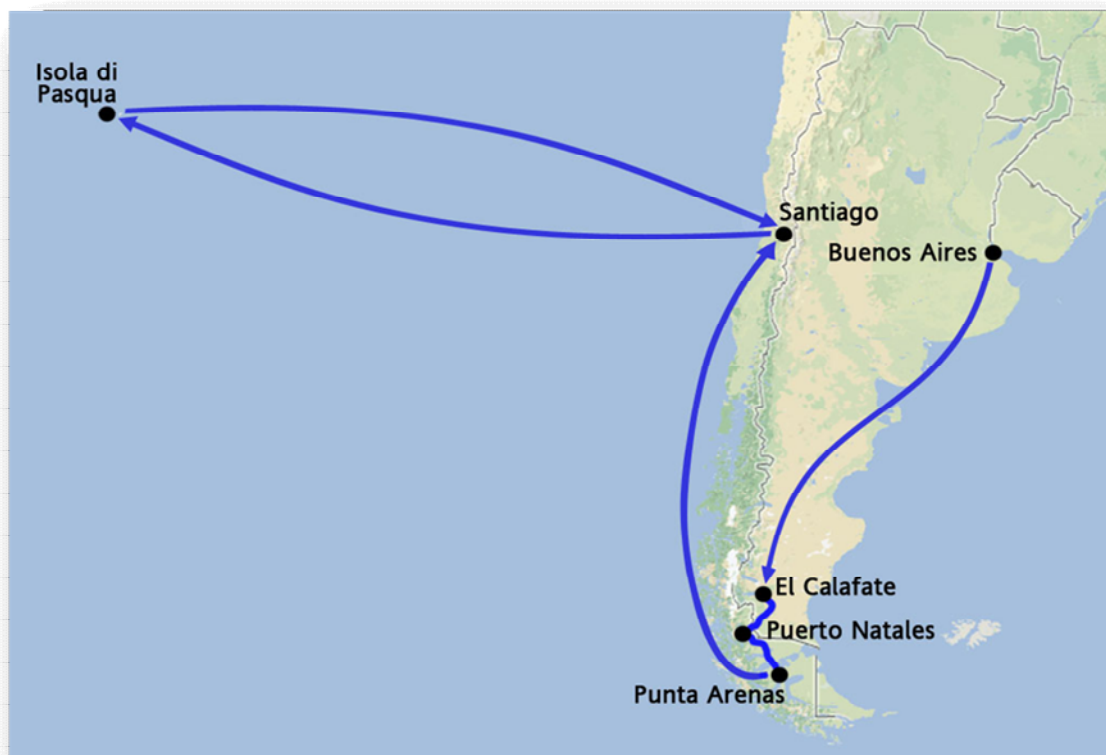 Isola di
Pasqua
Santiago
Buenos Aires
El Calafate
Puerto Natales
Punta Arenas